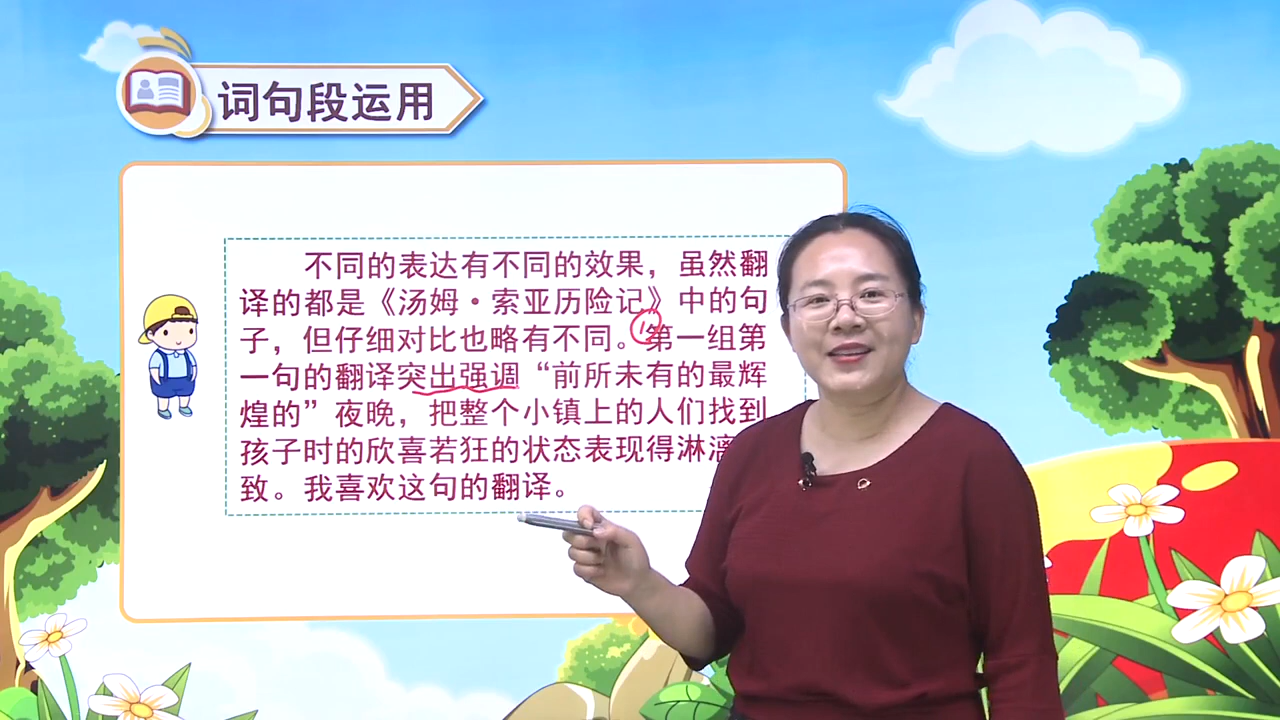 词句段运用
不同的表达有不同的效果，虽然翻
译的都是《汤姆·索亚历险记》中的句
子，但仔细对比也略有不同。①第一组第
一句的翻译突出强调“前所未有的最辉
煌的”夜晚，把整个小镇上的人们找到
孩子时的欣喜若狂的状态表现得淋漓
致。我喜欢这句的翻译。